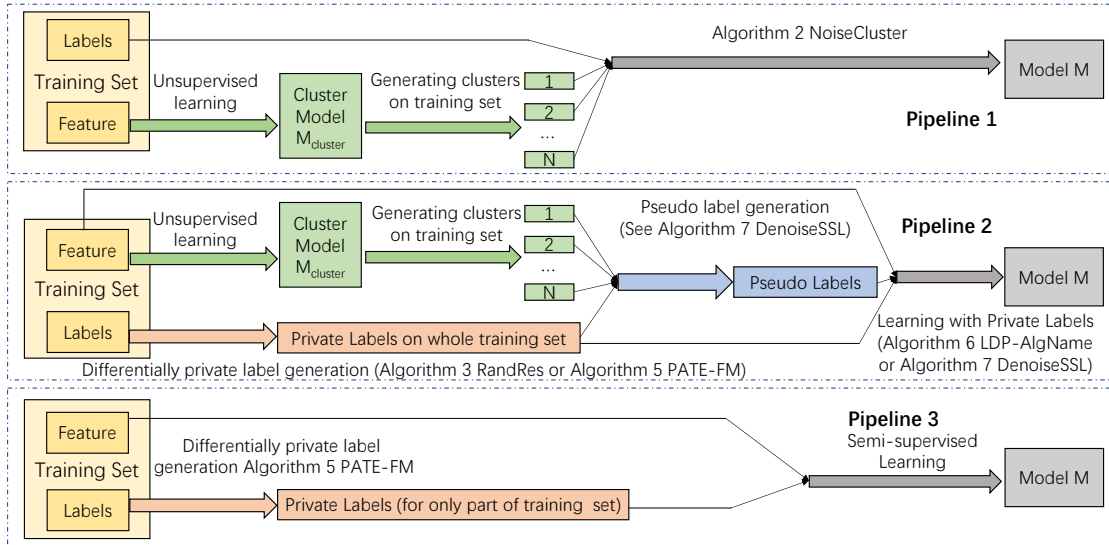 Labels
Training Set
Feature
Unsupervised
learning
Cluster
Model
Mcluster
Generating clusters
on training set
1
2
...
N
Algorithm 2 NoiseCluster
Model M
Pipeline 1
Feature
Training Set
Labels
Unsupervised
learning
Cluster
Model
Mcluster
Generating clusters
on training set
1
2
...
N
Pseudo label generation
(See Algorithm 7 DenoiseSSL)
Pseudo Labels
Pipeline 2
Model M
Private Labels on whole training set
Learning with Private Labels
(Algorithm 6 LDP-AlgName
or Algorithm 7 DenoiseSSL)
Differentially private label generation (Algorithm 3 RandRes or Algorithm 5 PATE-FM)
Feature
Training Set
Labels
Differentially private label
generation Algorithm 5 PATE-FM
Private Labels (for only part of training set)
Pipeline 3
Semi-supervised
Learning
Model M